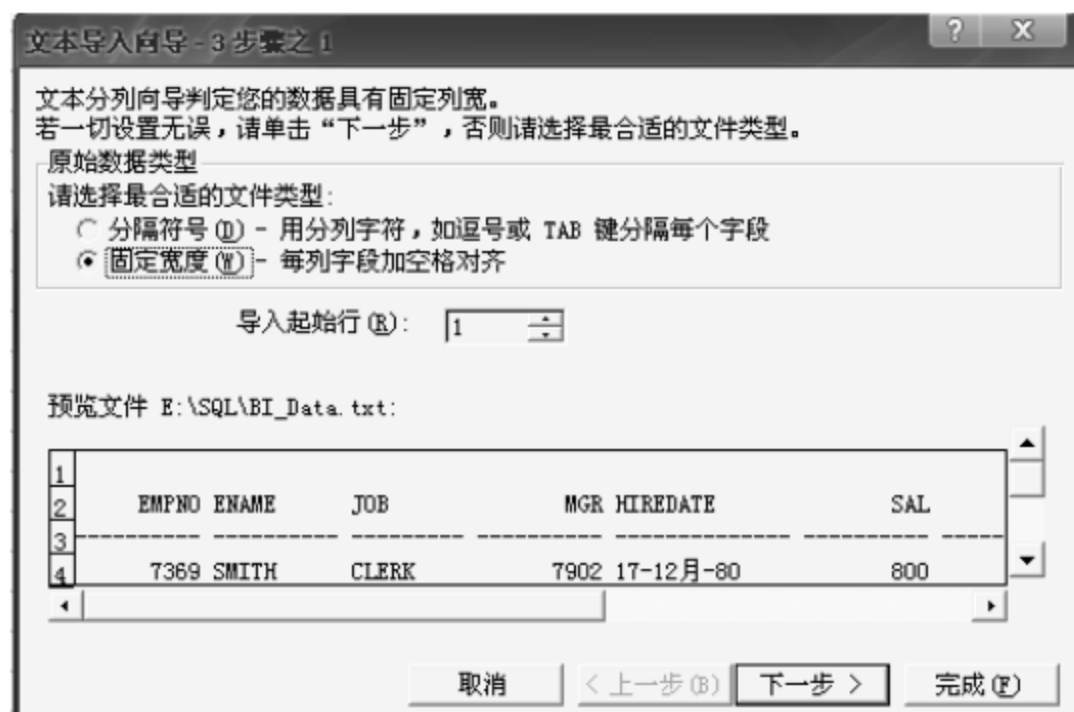 文本导入向导 - 3 步骤之 1
文本分列向导判定您的数据具有固定列宽。
若一切设置无误，请单击“下一步”，否则请选择最合适的文件类型。
原始数据类型
请选择最合适的文件类型:
分隔符号(D) - 用分列字符，如逗号或 TAB 键分隔每个字段
固定宽度(W) - 每列字段加空格对齐
导入起始行(R): 1
预览文件 E:\SQL\BI_Data.txt:
1
2 EMPNO ENAME JOB MGR HIREDATE SAL
3 ---------- ---------- --------- ---------- -------------- ---------- -----
4 7369 SMITH CLERK 7902 17-12月-80 800
取消 < 上一步(B) 下一步 > 完成(F)